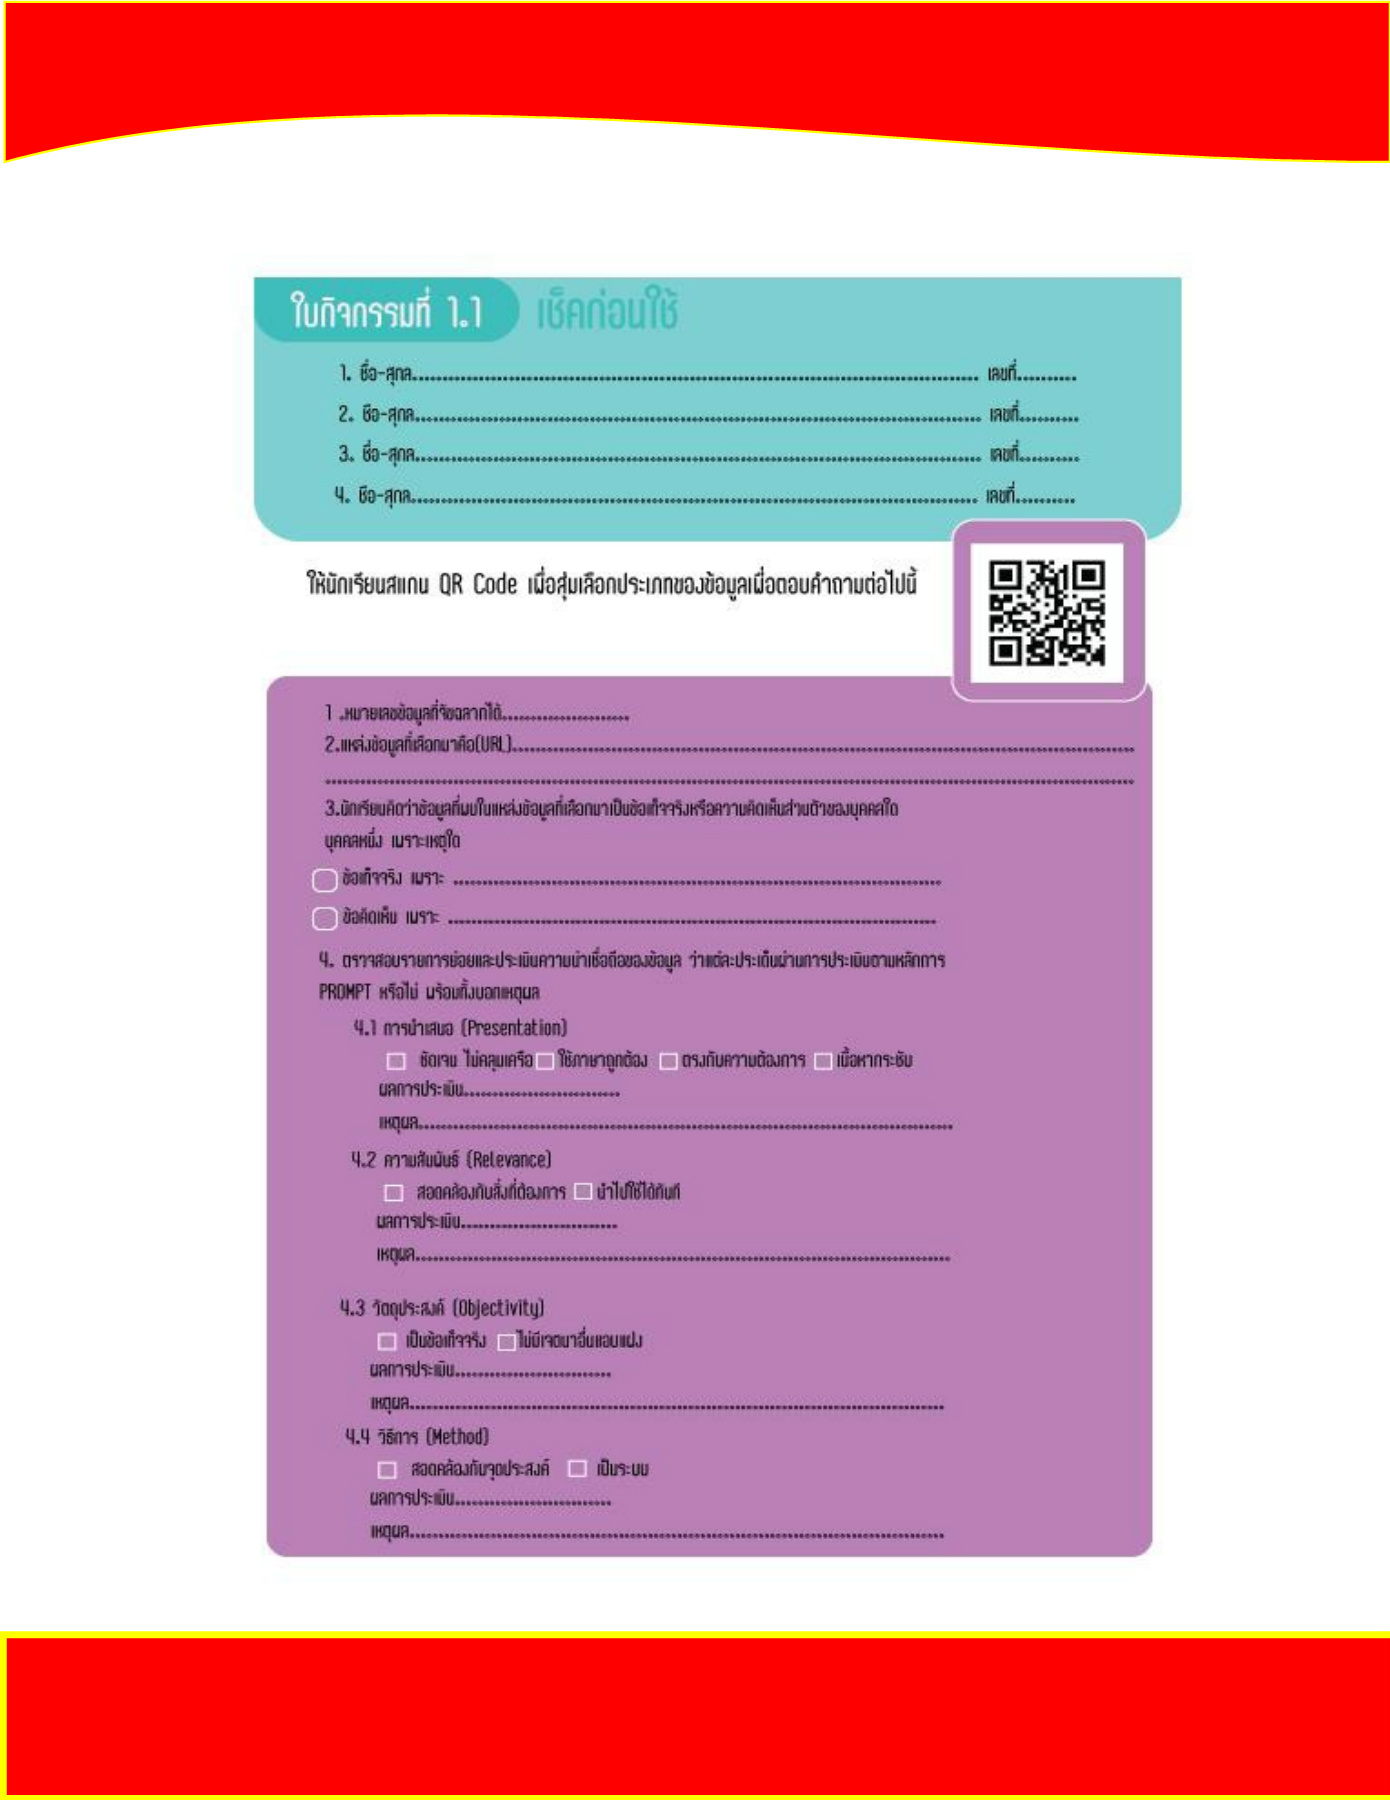 ใบกิจกรรมที่ 1.1 เช็คก่อนใช้
1. ชื่อ-สกุล.................................................. เลขที่..........
2. ชื่อ-สกุล.................................................. เลขที่..........
3. ชื่อ-สกุล.................................................. เลขที่..........
4. ชื่อ-สกุล.................................................. เลขที่..........
ให้นักเรียนสแกน QR Code เพื่อสุ่มเลือกประเภทของข้อมูลเพื่อตอบคำถามต่อไปนี้
1 .หมายเลขข้อมูลที่จับฉลากได้......................
2.แหล่งข้อมูลที่เลือกมาคือ(URL)..................................................
..................................................
3.นักเรียนคิดว่าข้อมูลที่พบในแหล่งข้อมูลที่เลือกมาเป็นข้อเท็จจริงหรือความคิดเห็นส่วนตัวของบุคคลใด
บุคคลหนึ่ง เพราะเหตุใด
ข้อเท็จจริง เพราะ ..................................................
ข้อคิดเห็น เพราะ ..................................................
4. ตรวจสอบรายการย่อยและประเมินความน่าเชื่อถือของข้อมูล ว่าแต่ละประเด็นผ่านการประเมินตามหลักการ
PROMPT หรือไม่ พร้อมทั้งบอกเหตุผล
4.1 การนำเสนอ (Presentation)
ชัดเจน ไม่คลุมเครือ ใช้ภาษาถูกต้อง ตรงกับความต้องการ เนื้อหากระชับ
ผลการประเมิน...........................
เหตุผล..................................................
4.2 ความสัมพันธ์ (Relevance)
สอดคล้องกับสิ่งที่ต้องการ นำไปใช้ได้ทันที
ผลการประเมิน...........................
เหตุผล..................................................
4.3 วัตถุประสงค์ (Objectivity)
เป็นข้อเท็จจริง ไม่มีเจตนาอื่นแอบแฝง
ผลการประเมิน...........................
เหตุผล..................................................
4.4 วิธีการ (Method)
สอดคล้องกับจุดประสงค์ เป็นระบบ
ผลการประเมิน...........................
เหตุผล..................................................